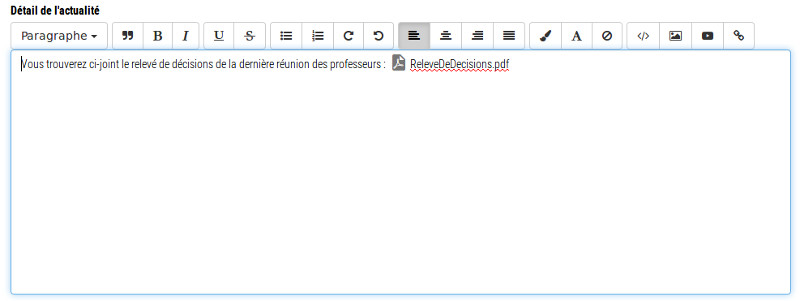 Détail de l'actualité
Paragraphe
Vous trouverez ci-joint le relevé de décisions de la dernière réunion des professeurs : ReleveDeDecisions.pdf